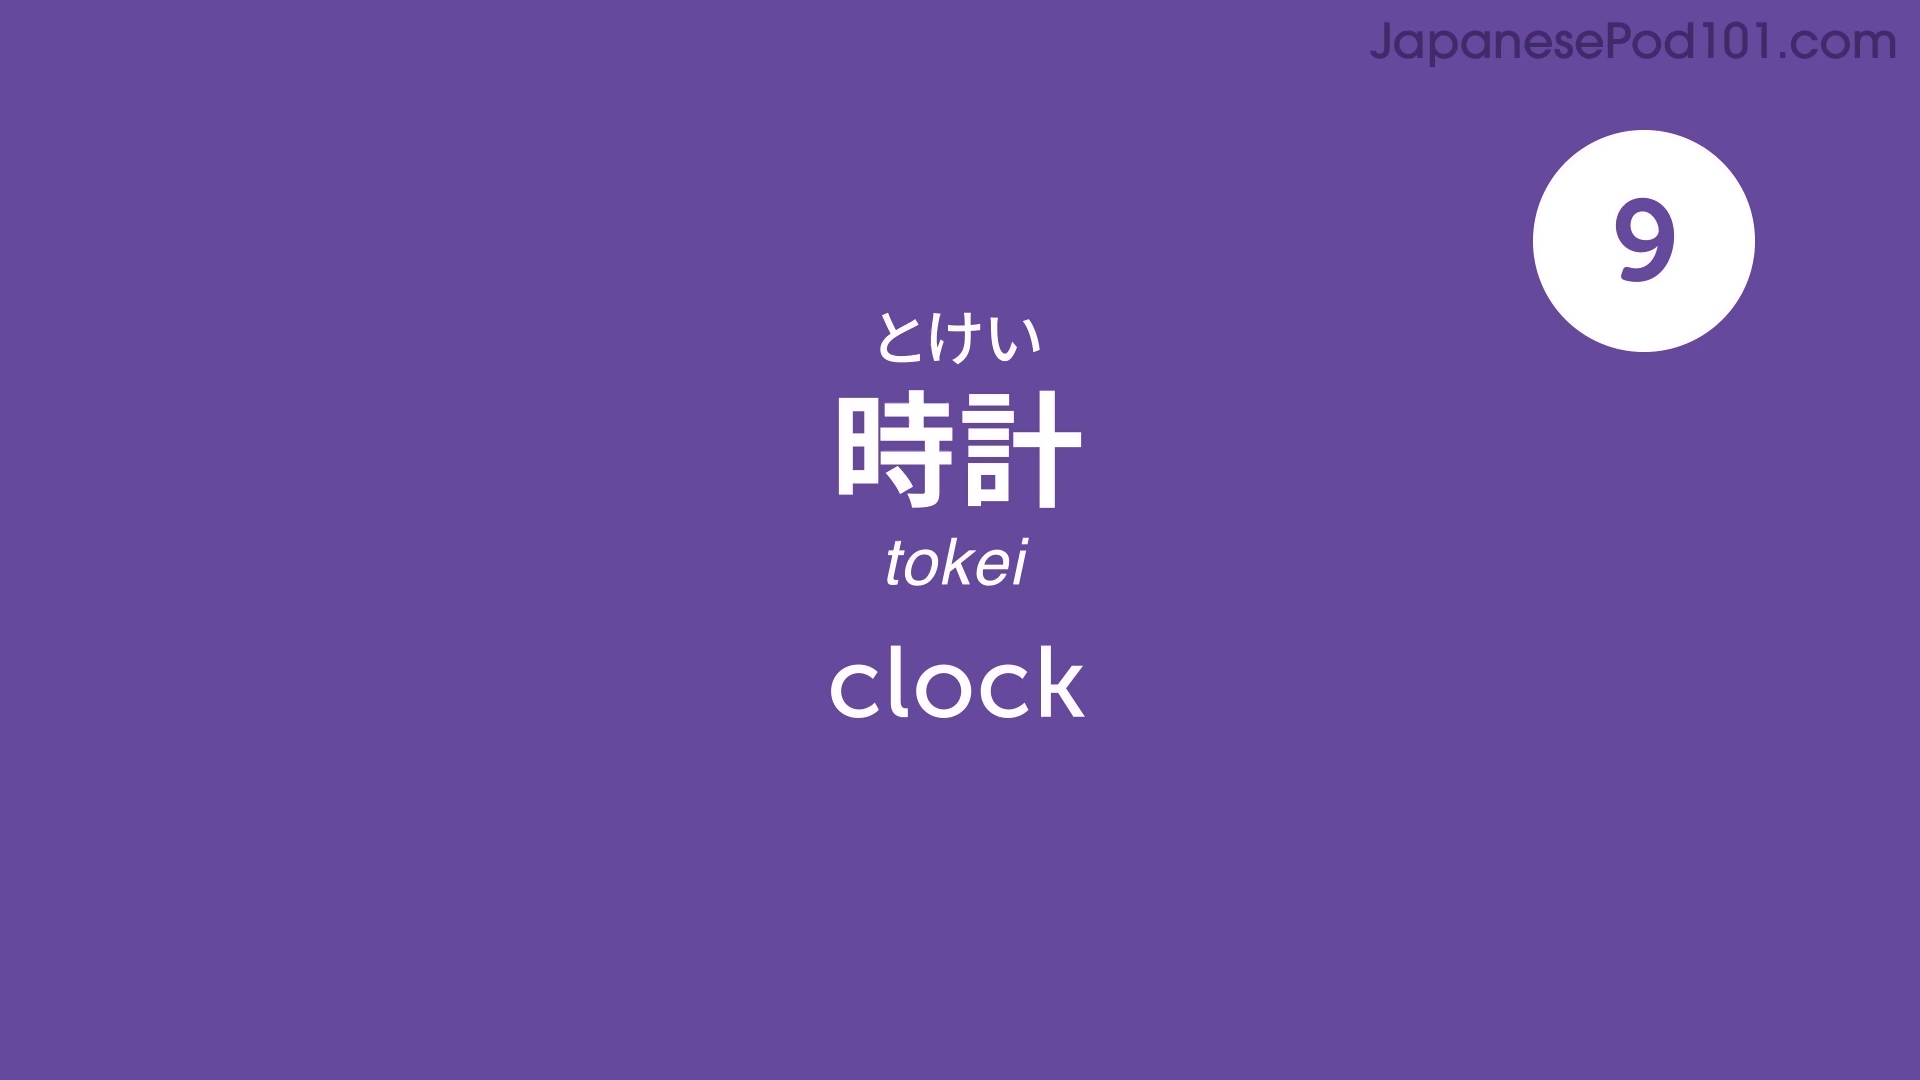 JapanesePod101.com
9
とけい
時計
tokei
clock